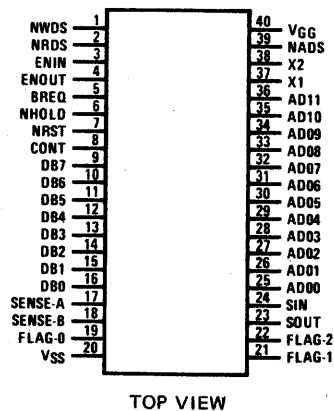 NWDS 1
NRDS 2
ENIN 3
ENOUT 4
BREQ 5
NHOLD 6
NRST 7
CONT 8
DB7 9
DB6 10
DB5 11
DB4 12
DB3 13
DB2 14
DB1 15
DB0 16
SENSE-A 17
SENSE-B 18
FLAG-0 19
VSS 20
40 VGG
39 NADS
38 X2
37 X1
36 AD11
35 AD10
34 AD09
33 AD08
32 AD07
31 AD06
30 AD05
29 AD04
28 AD03
27 AD02
26 AD01
25 AD00
24 SIN
23 SOUT
22 FLAG-2
21 FLAG-1
TOP VIEW